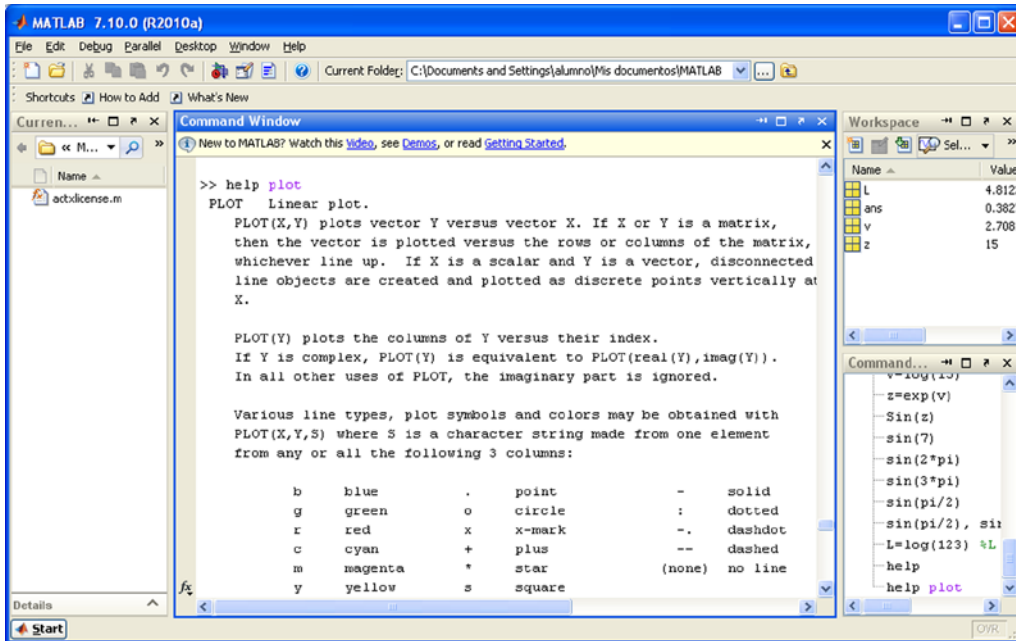 MATLAB 7.10.0 (R2010a)
File Edit Debug Parallel Desktop Window Help
Current Folder: C:\Documents and Settings\alumno\Mis documentos\MATLAB
Shortcuts How to Add What's New
Curren...
« M...
Name
actxlicense.m
Details
Command Window
New to MATLAB? Watch this Video, see Demos, or read Getting Started.
>> help plot
PLOT Linear plot.
PLOT(X,Y) plots vector Y versus vector X. If X or Y is a matrix,
then the vector is plotted versus the rows or columns of the matrix,
whichever line up. If X is a scalar and Y is a vector, disconnected
line objects are created and plotted as discrete points vertically at
X.
PLOT(Y) plots the columns of Y versus their index.
If Y is complex, PLOT(Y) is equivalent to PLOT(real(Y),imag(Y)).
In all other uses of PLOT, the imaginary part is ignored.
Various line types, plot symbols and colors may be obtained with
PLOT(X,Y,S) where S is a character string made from one element
from any or all the following 3 columns:
b blue . point - solid
g green o circle : dotted
r red x x-mark -. dashdot
c cyan + plus -- dashed
m magenta * star (none) no line
y yellow s square
fx
Workspace
Sel...
Name Value
L 4.812
ans 0.382
v 2.708
z 15
Command...
v=log(15)
z=exp(v)
Sin(z)
sin(7)
sin(2*pi)
sin(3*pi)
sin(pi/2)
sin(pi/2), si
L=log(123) %L
help
help plot
Start
OVR